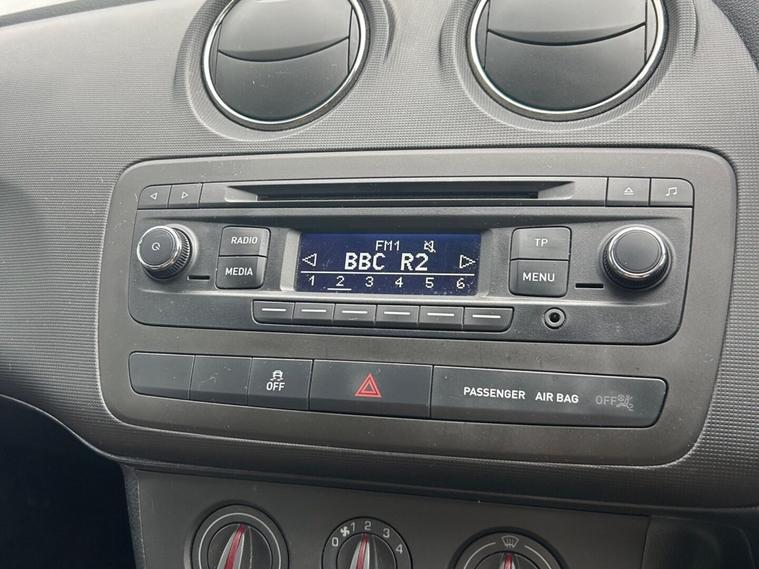 FM1
RADIO
TP
BBC R2
MEDIA
MENU
1 2 3 4 5 6
OFF
PASSENGER AIR BAG OFF
0 1 2 3 4